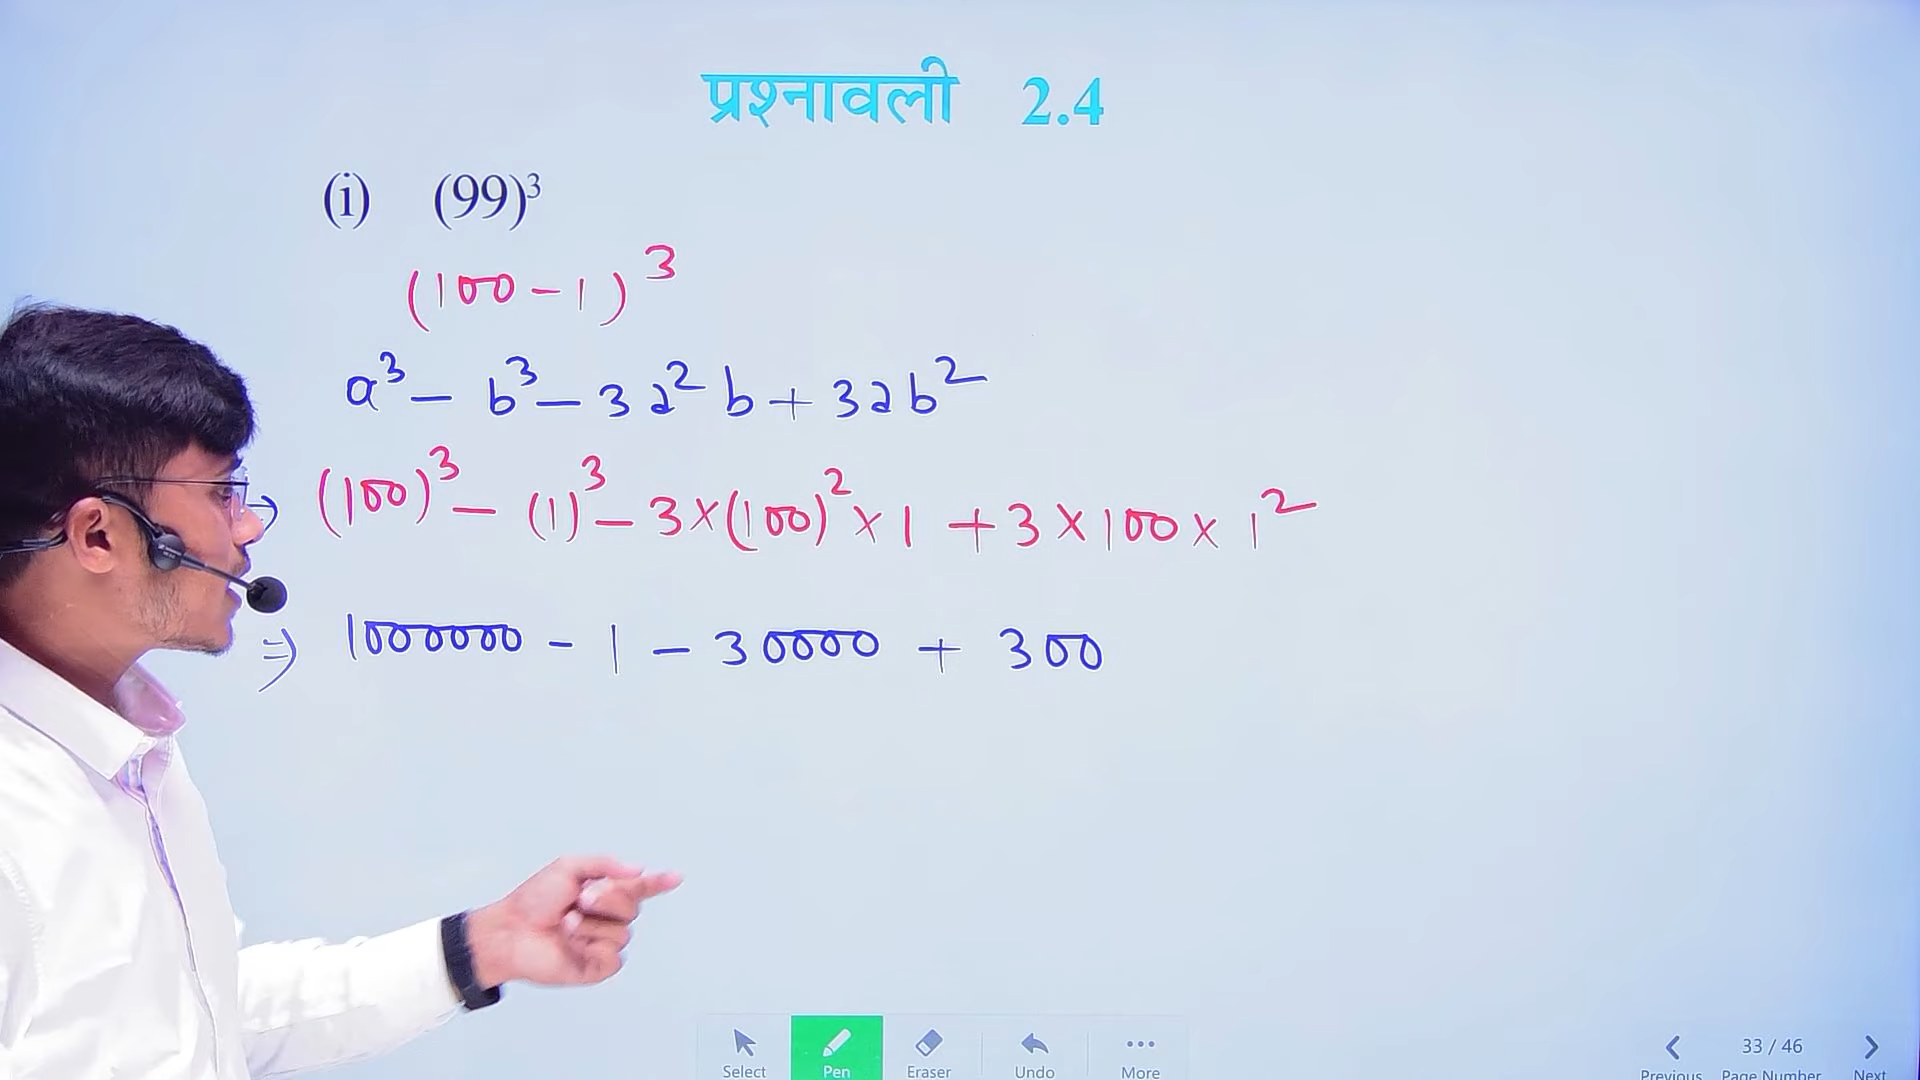 प्रश्नावली 2.4
(i) (99)³
(100-1)³
a³ - b³ - 3a²b + 3ab²
→ (100)³ - (1)³ - 3×(100)²×1 + 3×100×1²
⇒ 1000000 - 1 - 30000 + 300
Select Pen Eraser Undo More
33 / 46
Previous Page Number Next